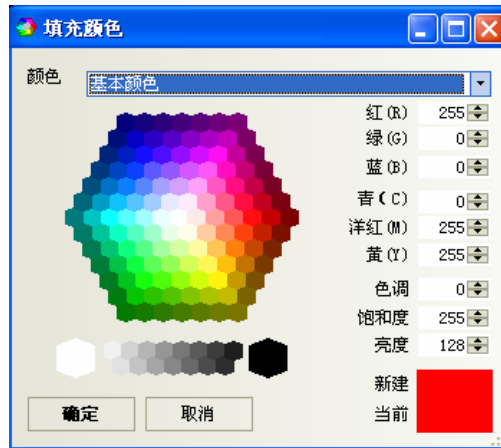 填充颜色
颜色
基本颜色
红(R) 255
绿(G) 0
蓝(B) 0
青(C) 0
洋红(M) 255
黄(Y) 255
色调 0
饱和度 255
亮度 128
新建
当前
确定 取消